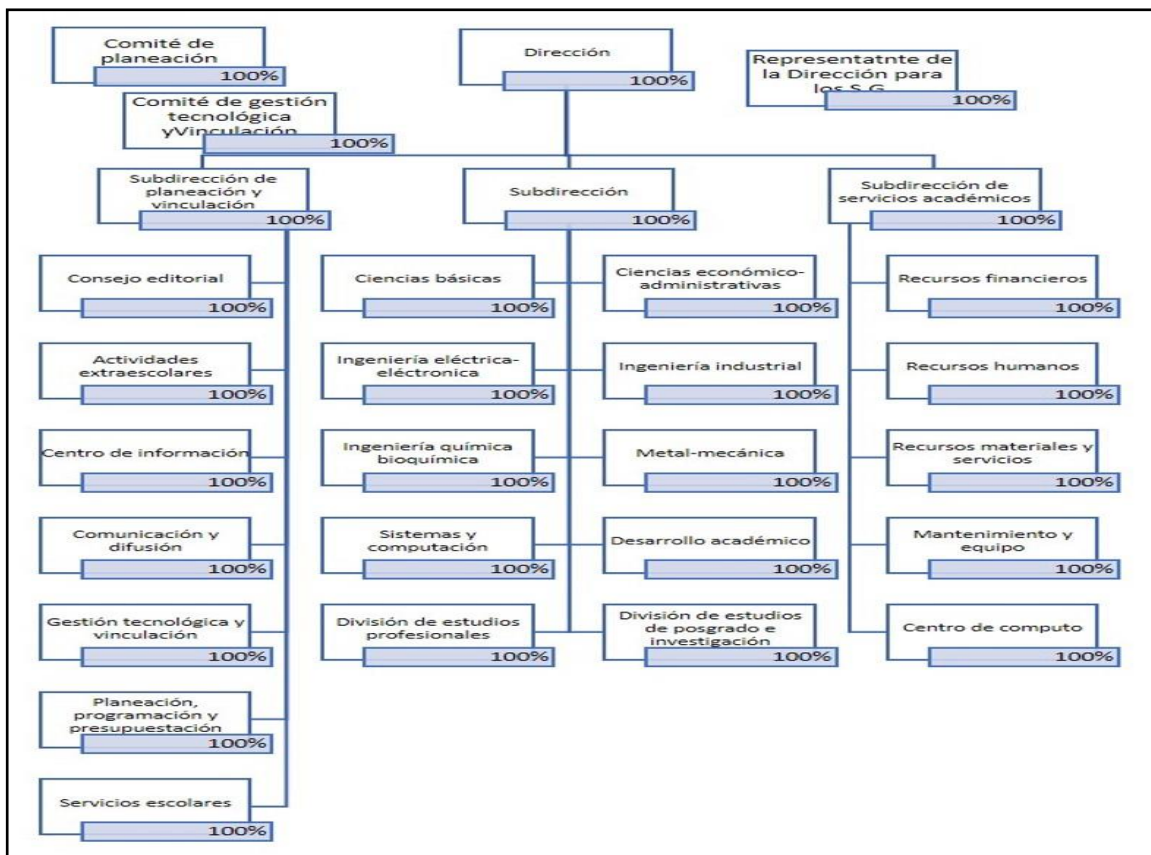 Comité de
planeación
100%
Dirección
100%
Representatnte de
la Dirección para
los S.G.
100%
Comité de gestión
tecnológica
yVinculación
100%
Subdirección de
planeación y
vinculación
100%
Subdirección
100%
Subdirección de
servicios académicos
100%
Consejo editorial
100%
Ciencias básicas
100%
Ciencias económico-
administrativas
100%
Recursos financieros
100%
Actividades
extraescolares
100%
Ingeniería eléctrica-
eléctronica
100%
Ingeniería industrial
100%
Recursos humanos
100%
Centro de información
100%
Ingeniería química
bioquímica
100%
Metal-mecánica
100%
Recursos materiales y
servicios
100%
Comunicación y
difusión
100%
Sistemas y
computación
100%
Desarrollo académico
100%
Mantenimiento y
equipo
100%
Gestión tecnológica y
vinculación
100%
División de estudios
profesionales
100%
División de estudios
de posgrado e
investigación
100%
Centro de computo
100%
Planeación,
programación y
presupuestación
100%
Servicios escolares
100%